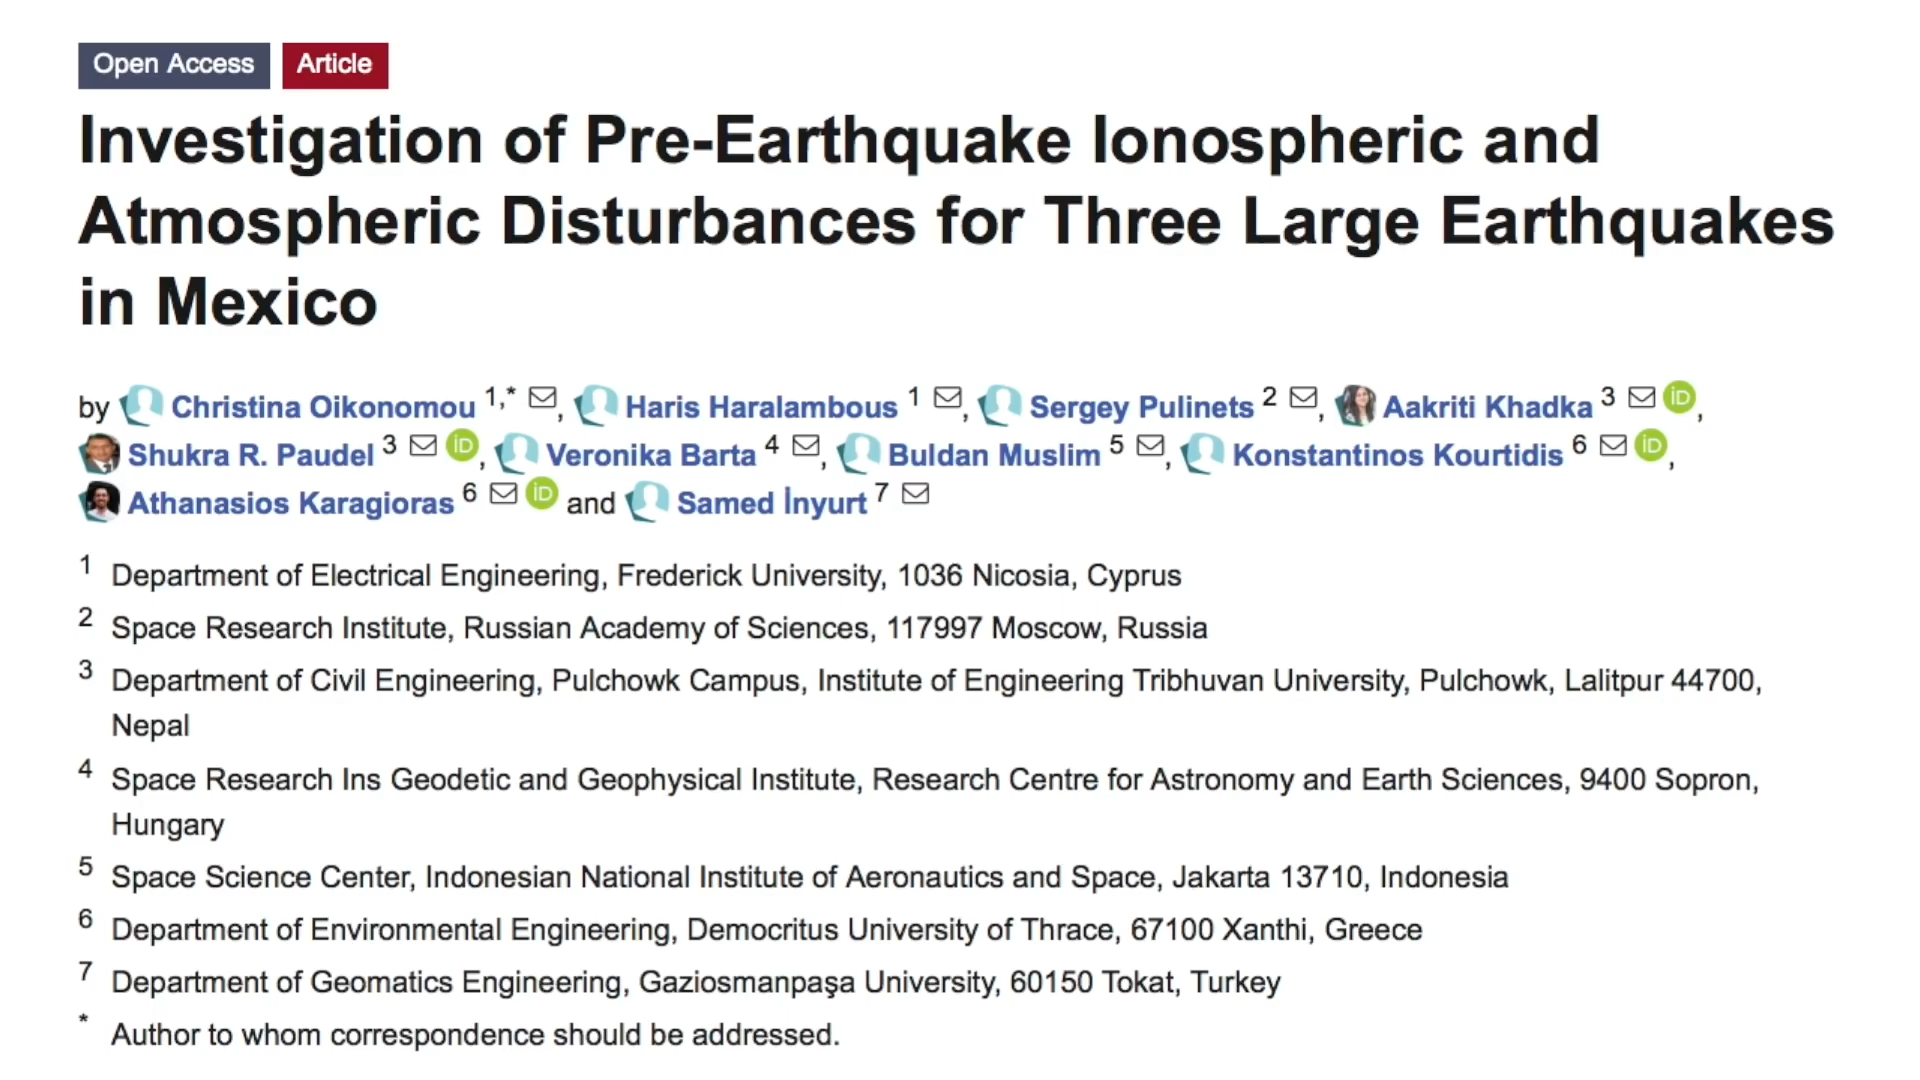 Open Access Article
Investigation of Pre-Earthquake Ionospheric and
Atmospheric Disturbances for Three Large Earthquakes
in Mexico
by Christina Oikonomou 1,* , Haris Haralambous 1 , Sergey Pulinets 2 , Aakriti Khadka 3 iD ,
Shukra R. Paudel 3 iD , Veronika Barta 4 , Buldan Muslim 5 , Konstantinos Kourtidis 6 iD ,
Athanasios Karagioras 6 iD and Samed İnyurt 7
1 Department of Electrical Engineering, Frederick University, 1036 Nicosia, Cyprus
2 Space Research Institute, Russian Academy of Sciences, 117997 Moscow, Russia
3 Department of Civil Engineering, Pulchowk Campus, Institute of Engineering Tribhuvan University, Pulchowk, Lalitpur 44700,
Nepal
4 Space Research Ins Geodetic and Geophysical Institute, Research Centre for Astronomy and Earth Sciences, 9400 Sopron,
Hungary
5 Space Science Center, Indonesian National Institute of Aeronautics and Space, Jakarta 13710, Indonesia
6 Department of Environmental Engineering, Democritus University of Thrace, 67100 Xanthi, Greece
7 Department of Geomatics Engineering, Gaziosmanpaşa University, 60150 Tokat, Turkey
* Author to whom correspondence should be addressed.